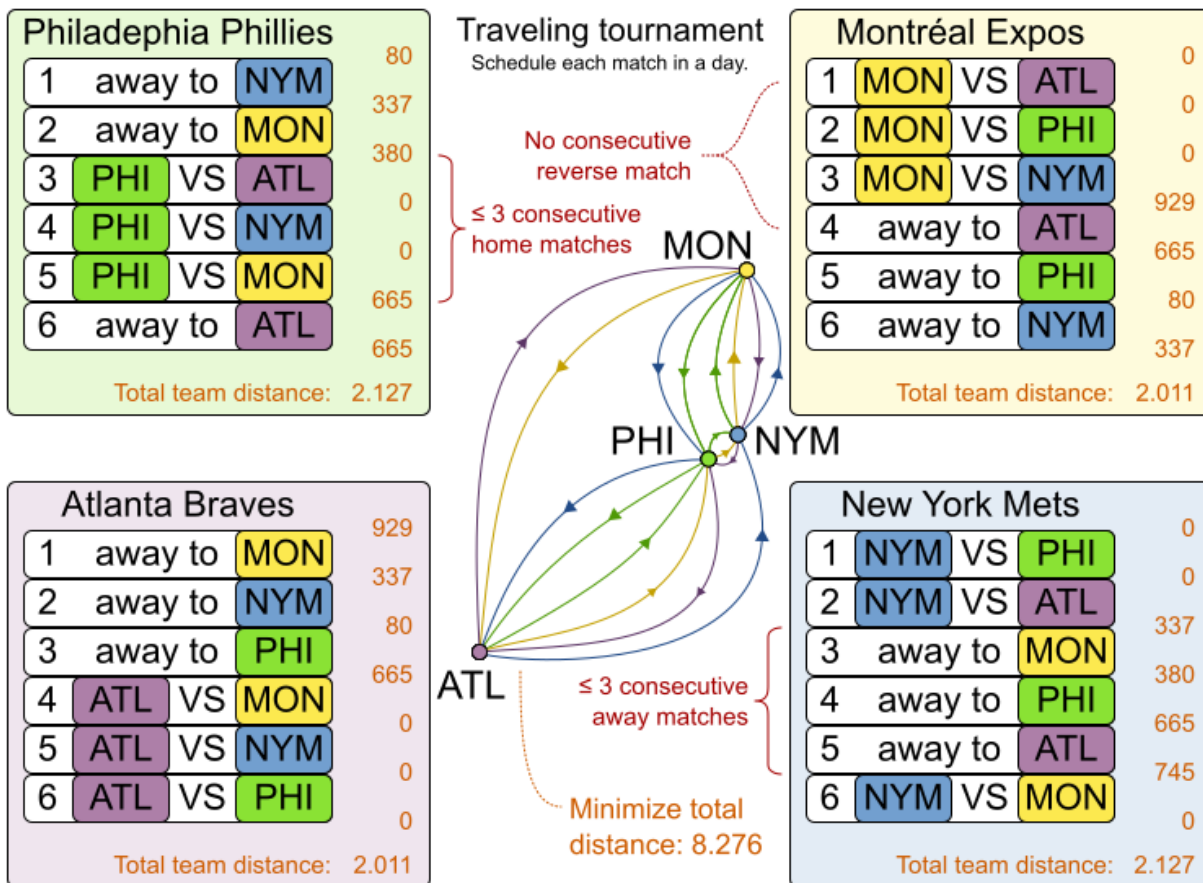 Philadephia Phillies
80
1 away to NYM
337
2 away to MON
380
3 PHI VS ATL
0
4 PHI VS NYM
0
5 PHI VS MON
665
6 away to ATL
665
Total team distance: 2.127
Traveling tournament
Schedule each match in a day.
No consecutive
reverse match
≤ 3 consecutive
home matches
Montréal Expos
0
1 MON VS ATL
0
2 MON VS PHI
0
3 MON VS NYM
929
4 away to ATL
665
5 away to PHI
80
6 away to NYM
337
Total team distance: 2.011
MON
PHI
NYM
ATL
Atlanta Braves
929
1 away to MON
337
2 away to NYM
80
3 away to PHI
665
4 ATL VS MON
0
5 ATL VS NYM
0
6 ATL VS PHI
0
Total team distance: 2.011
≤ 3 consecutive
away matches
Minimize total
distance: 8.276
New York Mets
0
1 NYM VS PHI
0
2 NYM VS ATL
337
3 away to MON
380
4 away to PHI
665
5 away to ATL
745
6 NYM VS MON
0
Total team distance: 2.127